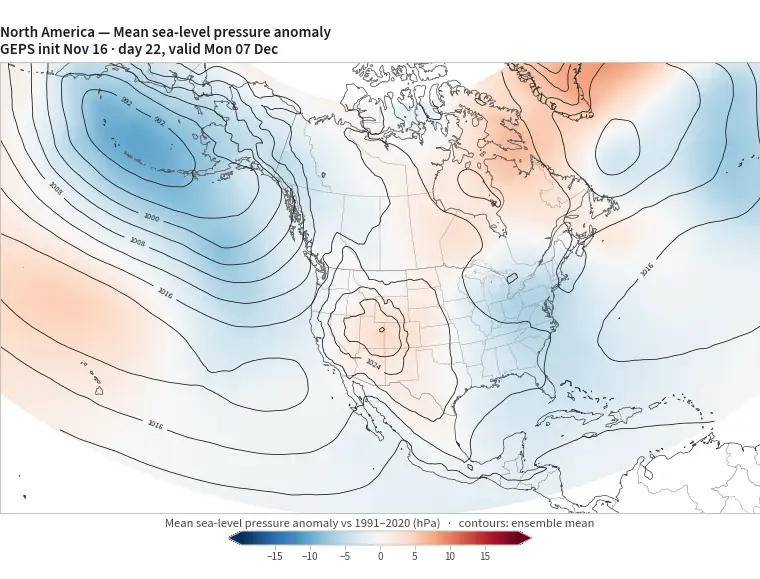 North America — Mean sea-level pressure anomaly
GEPS init Nov 16 · day 22, valid Mon 07 Dec
992
992
1008
1000
1008
1016
1016
1024
1016
Mean sea-level pressure anomaly vs 1991–2020 (hPa) · contours: ensemble mean
−15 −10 −5 0 5 10 15